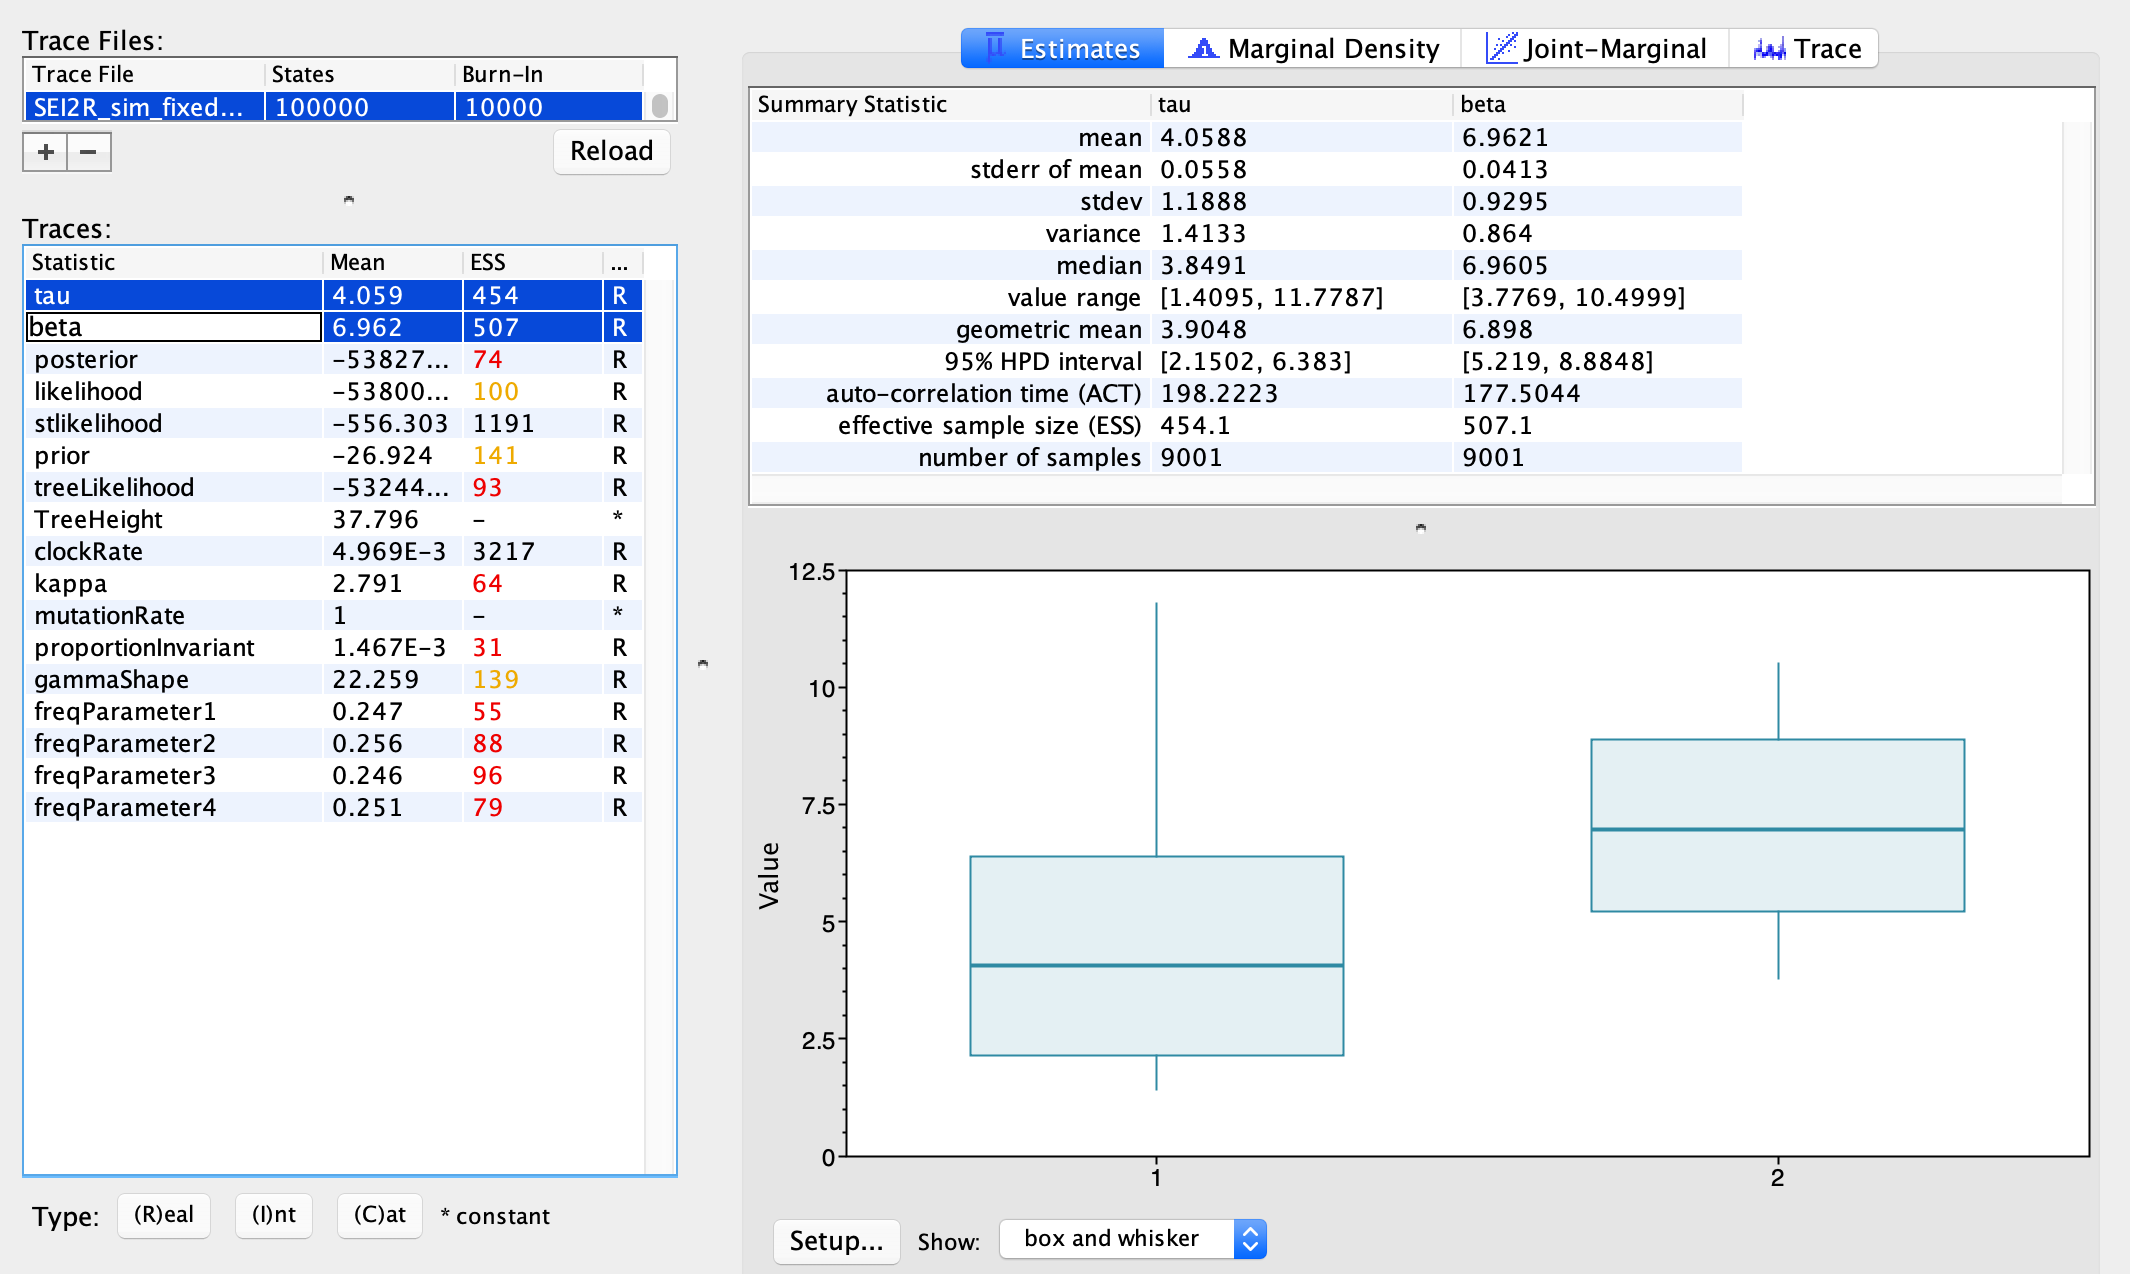 Trace Files:
Trace File States Burn-In
SEI2R_sim_fixed... 100000 10000
+ −
Reload
Traces:
Statistic Mean ESS ...
tau 4.059 454 R
beta 6.962 507 R
posterior -53827... 74 R
likelihood -53800... 100 R
stlikelihood -556.303 1191 R
prior -26.924 141 R
treeLikelihood -53244... 93 R
TreeHeight 37.796 - *
clockRate 4.969E-3 3217 R
kappa 2.791 64 R
mutationRate 1 - *
proportionInvariant 1.467E-3 31 R
gammaShape 22.259 139 R
freqParameter1 0.247 55 R
freqParameter2 0.256 88 R
freqParameter3 0.246 96 R
freqParameter4 0.251 79 R
Type: (R)eal (I)nt (C)at * constant
Estimates Marginal Density Joint-Marginal Trace
Summary Statistic tau beta
mean 4.0588 6.9621
stderr of mean 0.0558 0.0413
stdev 1.1888 0.9295
variance 1.4133 0.864
median 3.8491 6.9605
value range [1.4095, 11.7787] [3.7769, 10.4999]
geometric mean 3.9048 6.898
95% HPD interval [2.1502, 6.383] [5.219, 8.8848]
auto-correlation time (ACT) 198.2223 177.5044
effective sample size (ESS) 454.1 507.1
number of samples 9001 9001
12.5
10
7.5
5
2.5
0
Value
1 2
Setup... Show: box and whisker